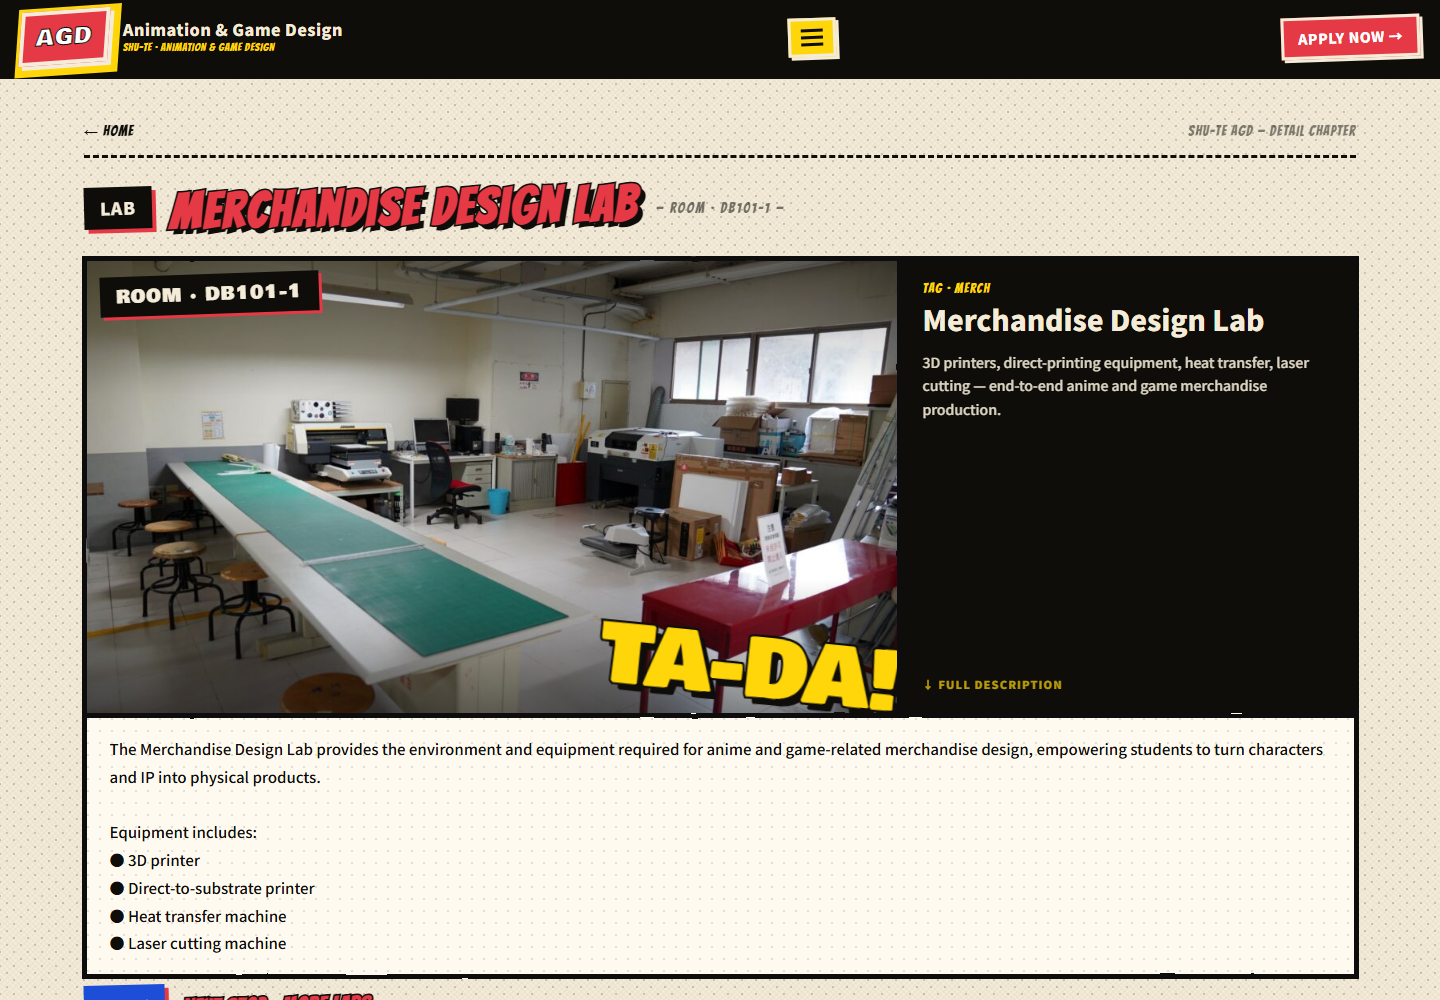 AGD
Animation & Game Design
SHU-TE · ANIMATION & GAME DESIGN
APPLY NOW →
← HOME
SHU-TE AGD — DETAIL CHAPTER
LAB
MERCHANDISE DESIGN LAB
— ROOM · DB101-1 —
ROOM · DB101-1
TA-DA!
TAG · MERCH
Merchandise Design Lab
3D printers, direct-printing equipment, heat transfer, laser
cutting — end-to-end anime and game merchandise
production.
↓ FULL DESCRIPTION
The Merchandise Design Lab provides the environment and equipment required for anime and game-related merchandise design, empowering students to turn characters
and IP into physical products.
Equipment includes:
● 3D printer
● Direct-to-substrate printer
● Heat transfer machine
● Laser cutting machine